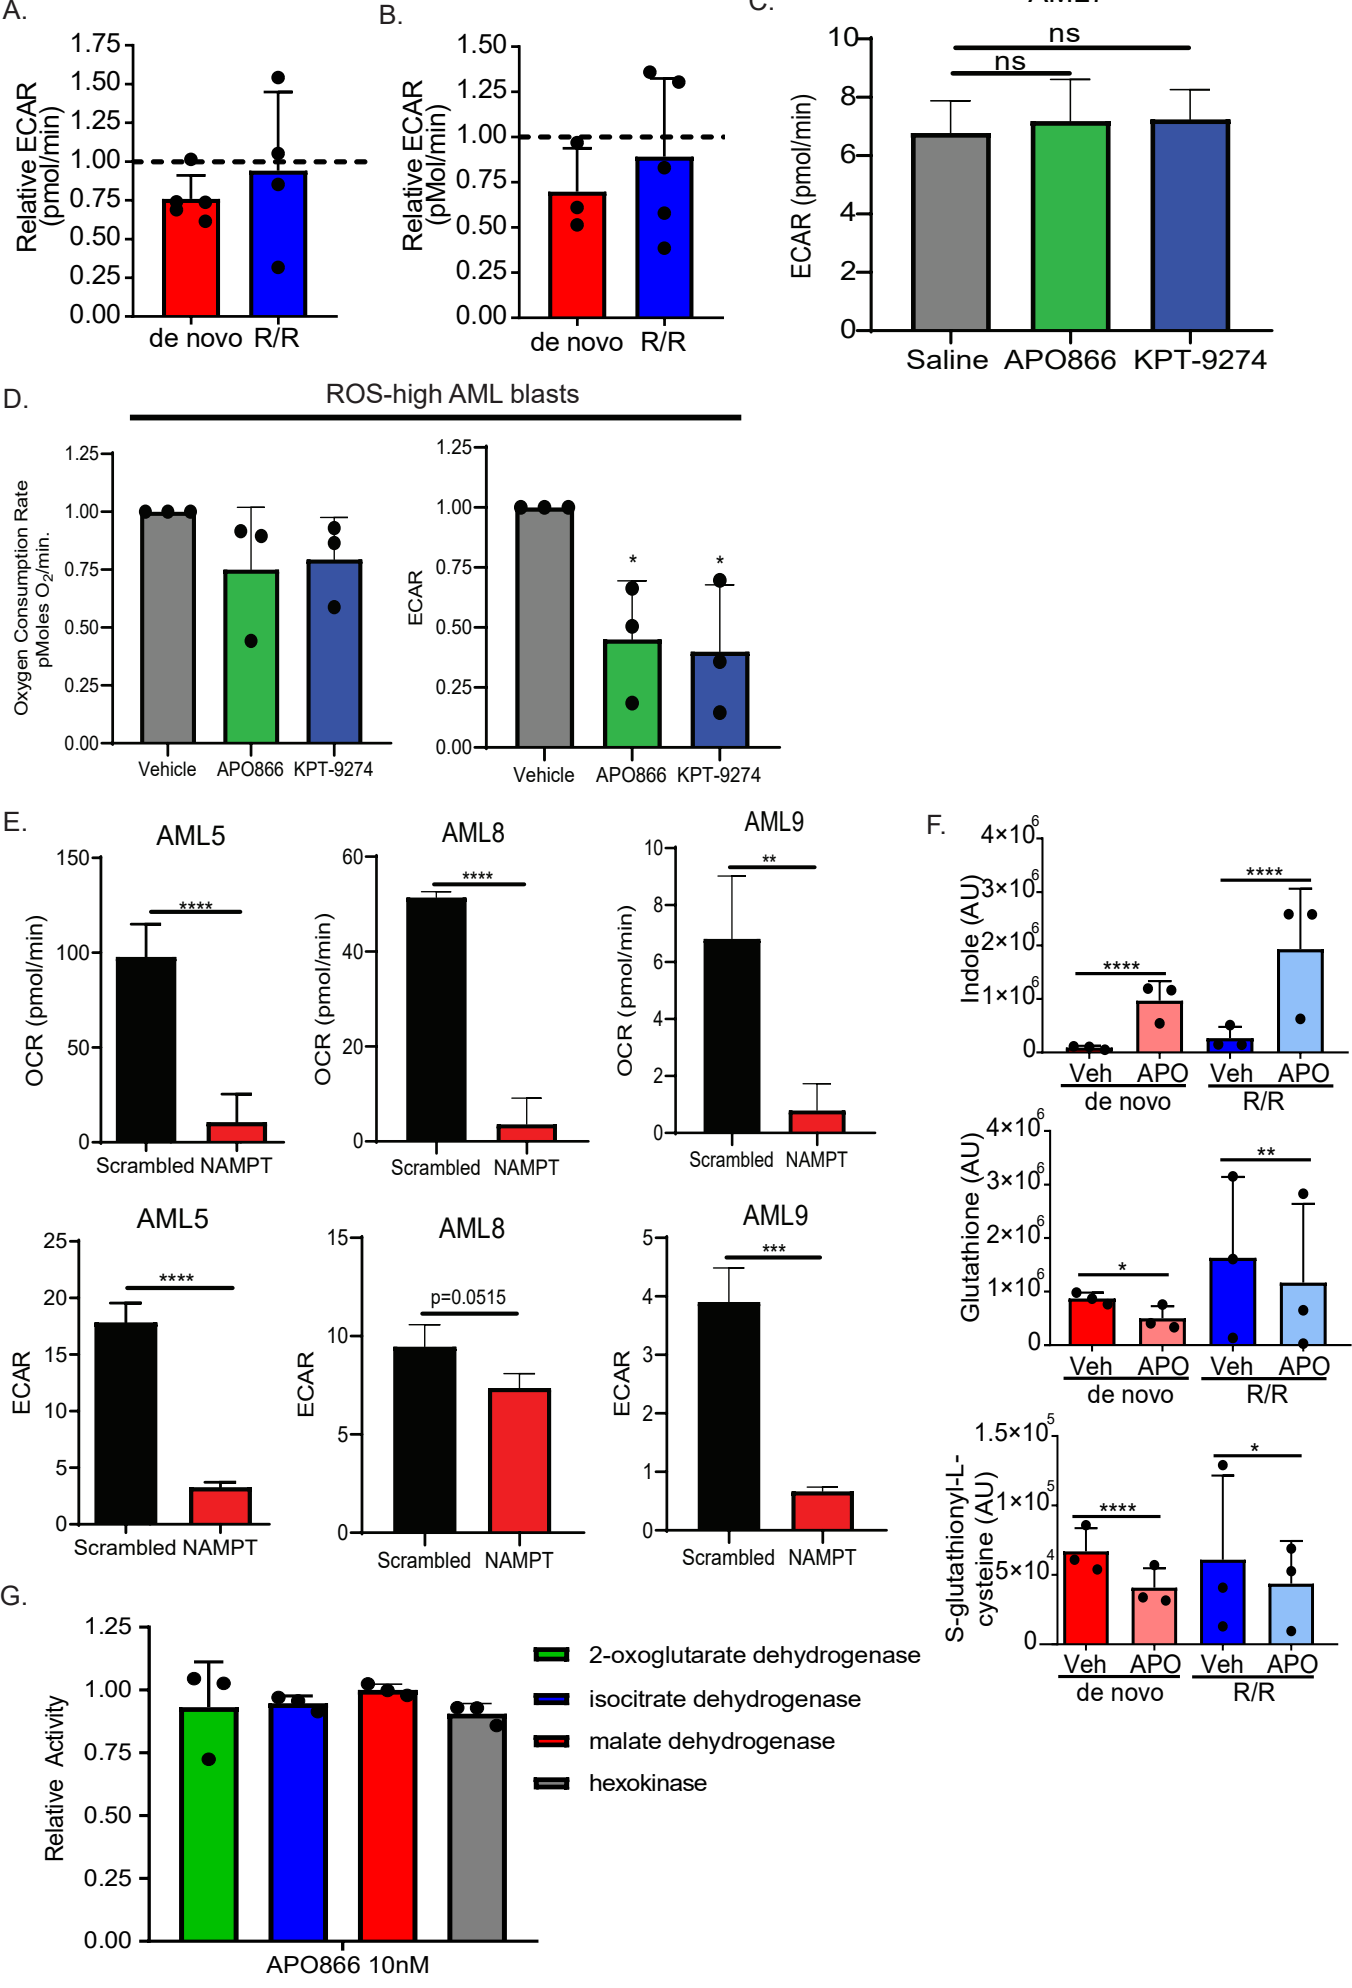 A.
1.75
1.50
1.25
1.00
0.75
0.50
0.25
0.00
Relative ECAR
(pmol/min)
de novo R/R
B.
1.50
1.25
1.00
0.75
0.50
0.25
0.00
Relative ECAR
(pMol/min)
de novo R/R
C.
10
8
6
4
2
0
ECAR (pmol/min)
ns
ns
Saline APO866 KPT-9274
D.
ROS-high AML blasts
1.25
1.00
0.75
0.50
0.25
0.00
Oxygen Consumption Rate
pMoles O2/min.
Vehicle APO866 KPT-9274
1.25
1.00
0.75
0.50
0.25
0.00
ECAR
* *
Vehicle APO866 KPT-9274
E.
AML5
150
100
50
0
OCR (pmol/min)
****
Scrambled NAMPT
AML8
60
40
20
0
OCR (pmol/min)
****
Scrambled NAMPT
AML9
10
8
6
4
2
0
OCR (pmol/min)
**
Scrambled NAMPT
AML5
25
20
15
10
5
0
ECAR
****
Scrambled NAMPT
AML8
15
10
5
0
ECAR
p=0.0515
Scrambled NAMPT
AML9
5
4
3
2
1
0
ECAR
***
Scrambled NAMPT
F.
4×10^6
3×10^6
2×10^6
1×10^6
0
Indole (AU)
****
****
Veh APO Veh APO
de novo R/R
4×10^6
3×10^6
2×10^6
1×10^6
0
Glutathione (AU)
*
**
Veh APO Veh APO
de novo R/R
1.5×10^5
1×10^5
5×10^4
0
S-glutathionyl-L-
cysteine (AU)
****
*
Veh APO Veh APO
de novo R/R
G.
1.25
1.00
0.75
0.50
0.25
0.00
Relative Activity
APO866 10nM
2-oxoglutarate dehydrogenase
isocitrate dehydrogenase
malate dehydrogenase
hexokinase